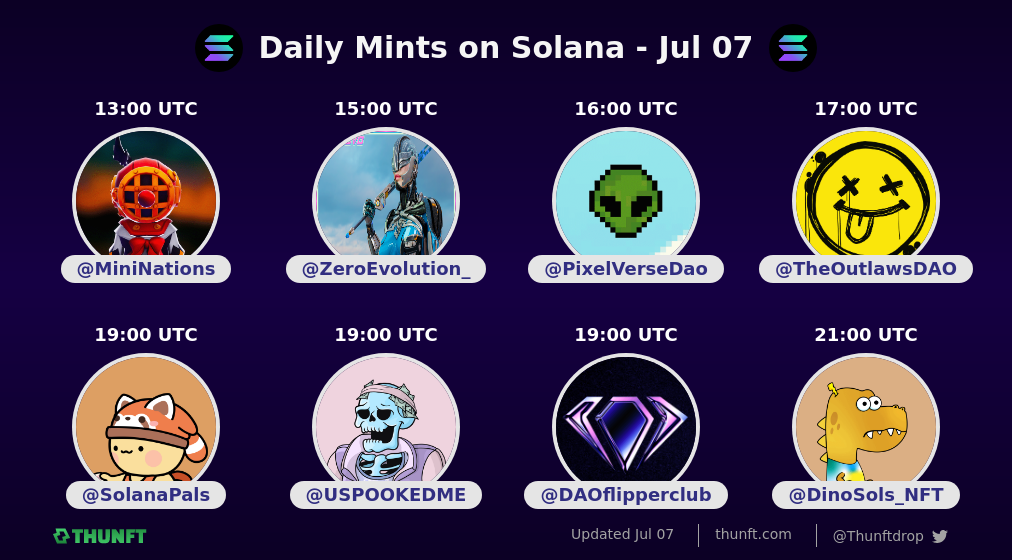 Daily Mints on Solana - Jul 07
13:00 UTC
15:00 UTC
16:00 UTC
17:00 UTC
@MiniNations
@ZeroEvolution_
@PixelVerseDao
@TheOutlawsDAO
19:00 UTC
19:00 UTC
19:00 UTC
21:00 UTC
@SolanaPals
@USPOOKEDME
@DAOflipperclub
@DinoSols_NFT
THUNFT
Updated Jul 07
thunft.com
@Thunftdrop